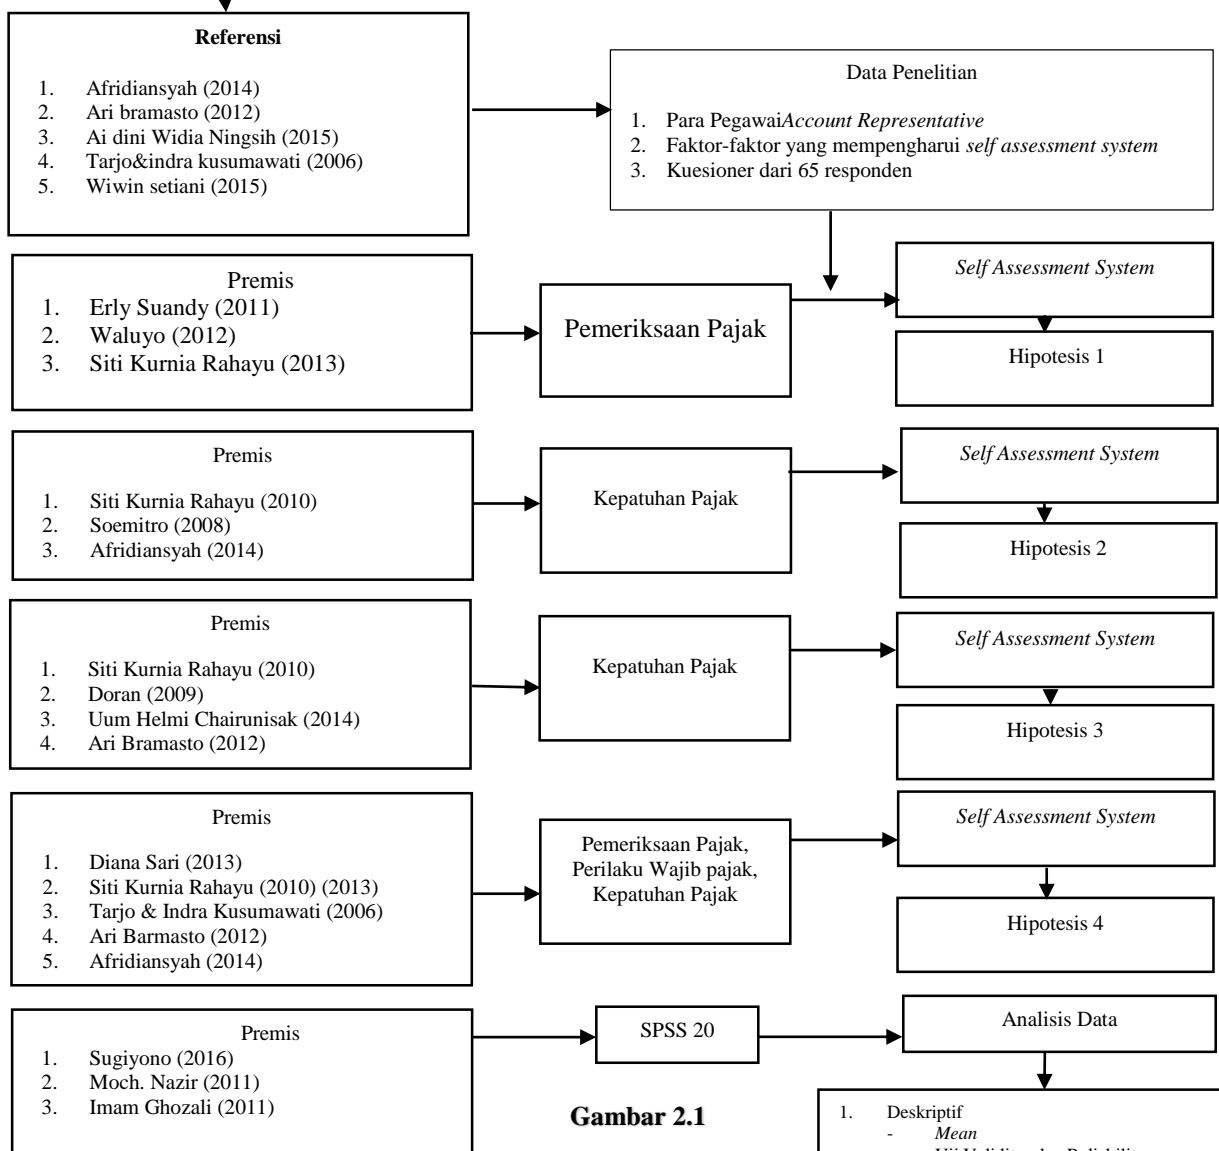 Referensi
1. Afridiansyah (2014)
2. Ari bramasto (2012)
3. Ai dini Widia Ningsih (2015)
4. Tarjo&indra kusumawati (2006)
5. Wiwin setiani (2015)
Data Penelitian
1. Para PegawaiAccount Representative
2. Faktor-faktor yang mempengharui self assessment system
3. Kuesioner dari 65 responden
Premis
1. Erly Suandy (2011)
2. Waluyo (2012)
3. Siti Kurnia Rahayu (2013)
Pemeriksaan Pajak
Self Assessment System
Hipotesis 1
Premis
1. Siti Kurnia Rahayu (2010)
2. Soemitro (2008)
3. Afridiansyah (2014)
Kepatuhan Pajak
Self Assessment System
Hipotesis 2
Premis
1. Siti Kurnia Rahayu (2010)
2. Doran (2009)
3. Uum Helmi Chairunisak (2014)
4. Ari Bramasto (2012)
Kepatuhan Pajak
Self Assessment System
Hipotesis 3
Premis
1. Diana Sari (2013)
2. Siti Kurnia Rahayu (2010) (2013)
3. Tarjo & Indra Kusumawati (2006)
4. Ari Barmasto (2012)
5. Afridiansyah (2014)
Pemeriksaan Pajak,
Perilaku Wajib pajak,
Kepatuhan Pajak
Self Assessment System
Hipotesis 4
Premis
1. Sugiyono (2016)
2. Moch. Nazir (2011)
3. Imam Ghozali (2011)
SPSS 20
Analisis Data
Gambar 2.1
1. Deskriptif
- Mean